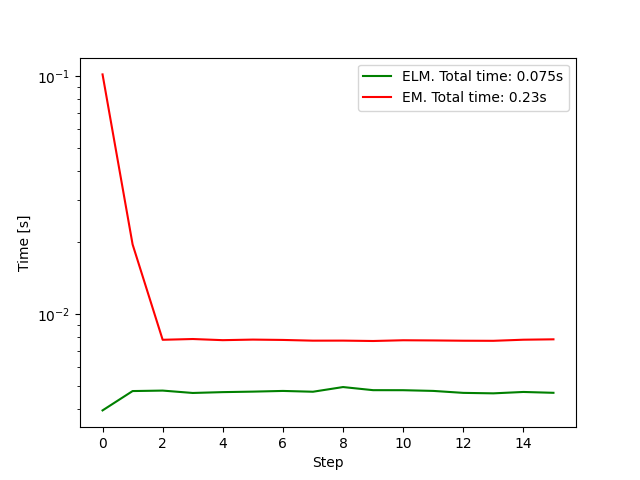 ELM. Total time: 0.075s
EM. Total time: 0.23s
10⁻¹
10⁻²
Time [s]
0 2 4 6 8 10 12 14
Step